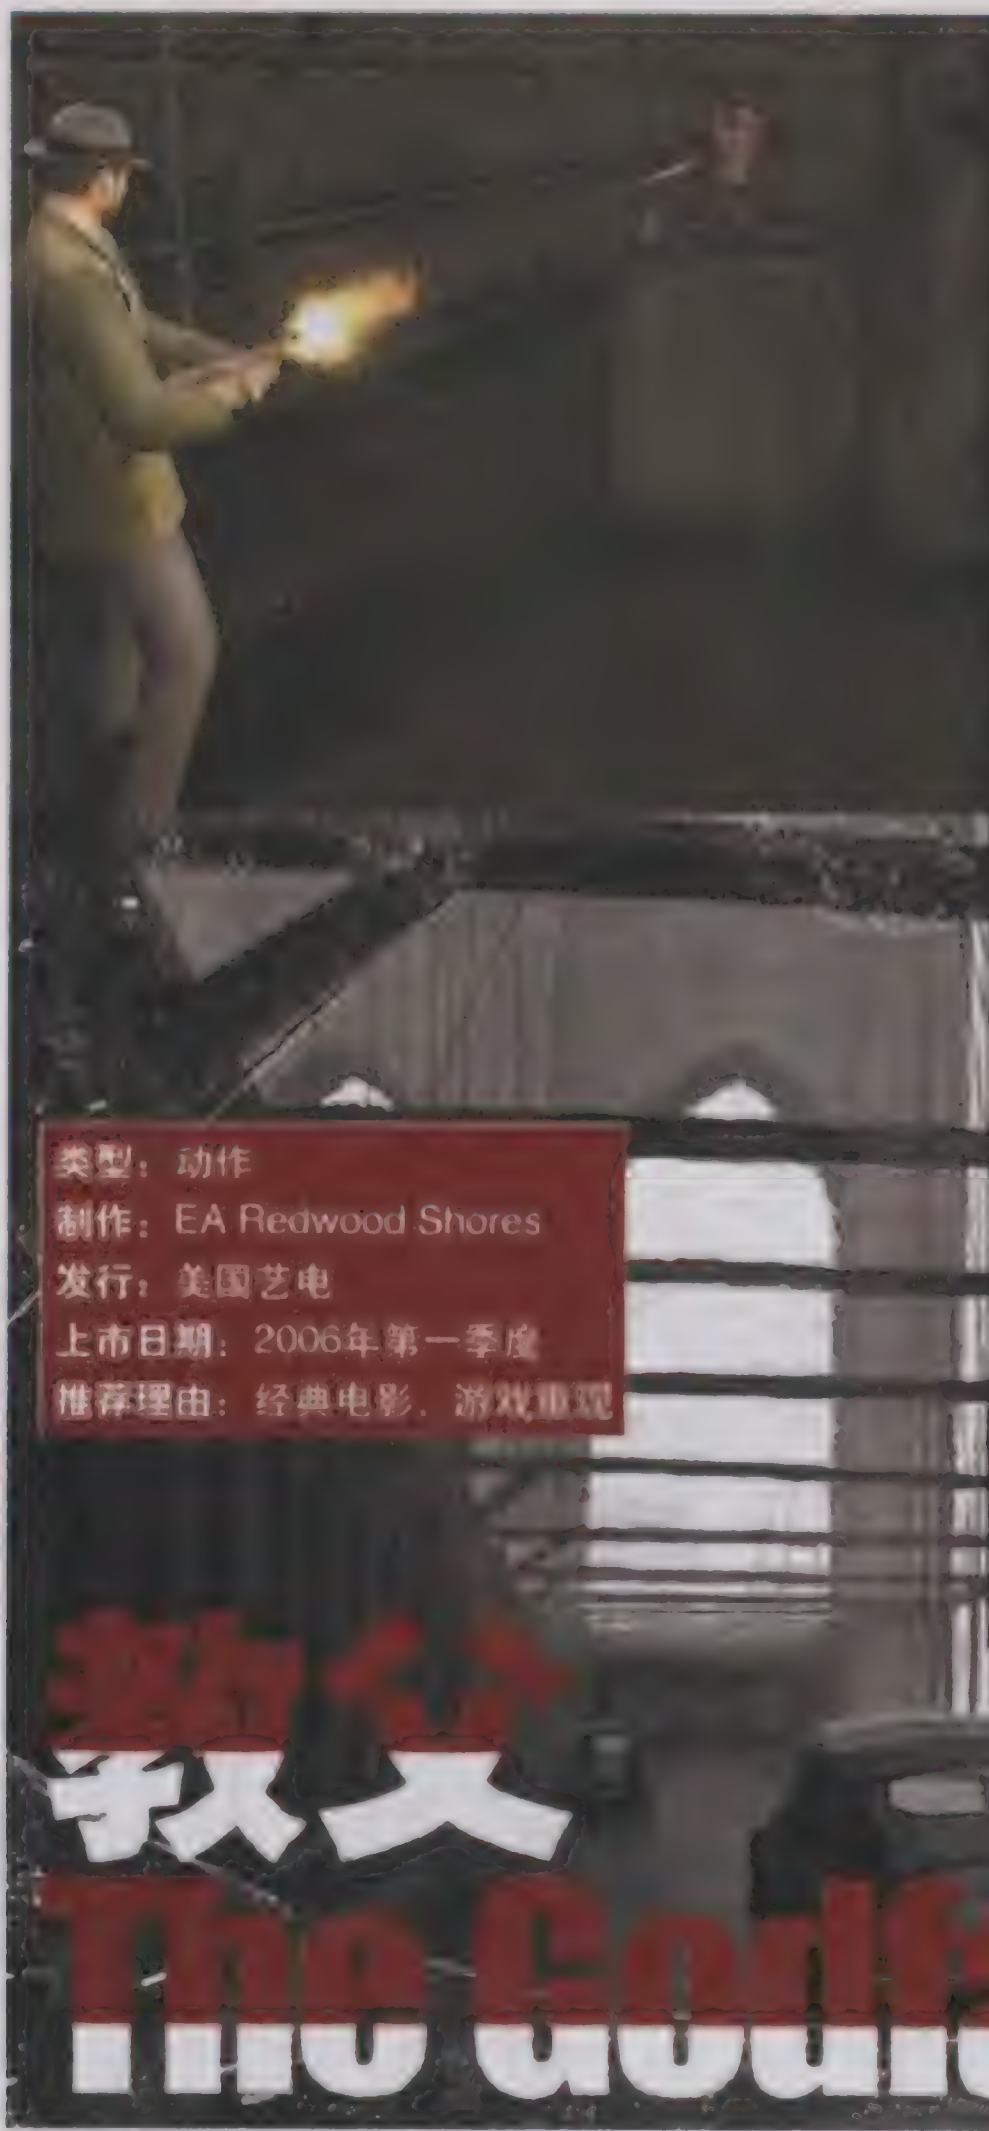 类型：动作
制作：EA Redwood Shores
发行：美国艺电
上市日期：2006年第一季度
推荐理由：经典电影．游戏重现
教父
The Godf